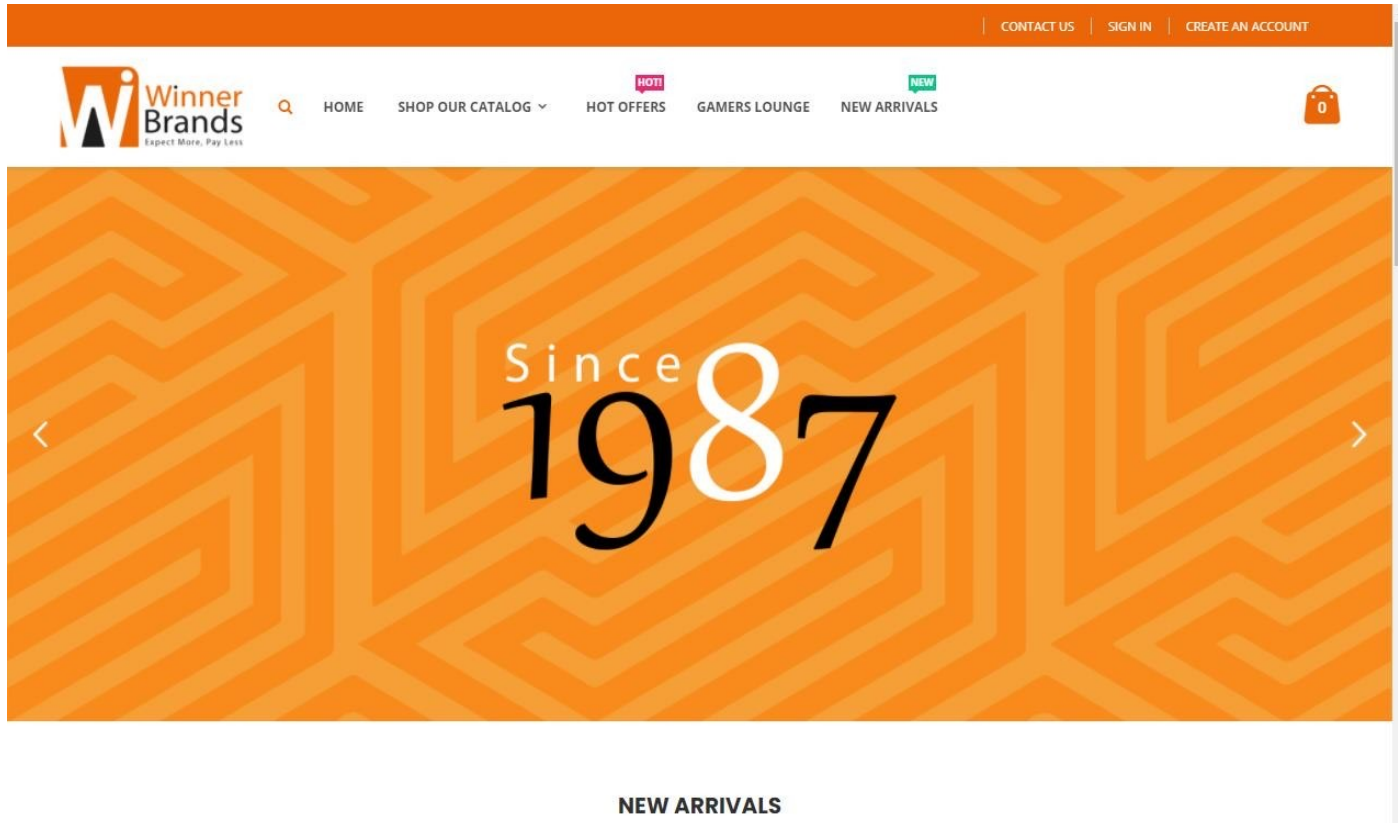 CONTACT US SIGN IN CREATE AN ACCOUNT
HOT! NEW
Winner
Brands
Expect More, Pay Less
HOME SHOP OUR CATALOG HOT OFFERS GAMERS LOUNGE NEW ARRIVALS
0
Since
1987
NEW ARRIVALS